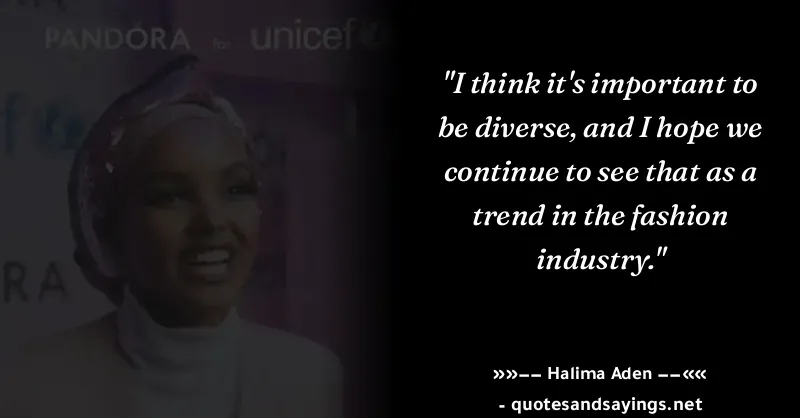 PANDÓRA for unicef
RA
"I think it's important to
be diverse, and I hope we
continue to see that as a
trend in the fashion
industry."
»»−− Halima Aden −−««
- quotesandsayings.net